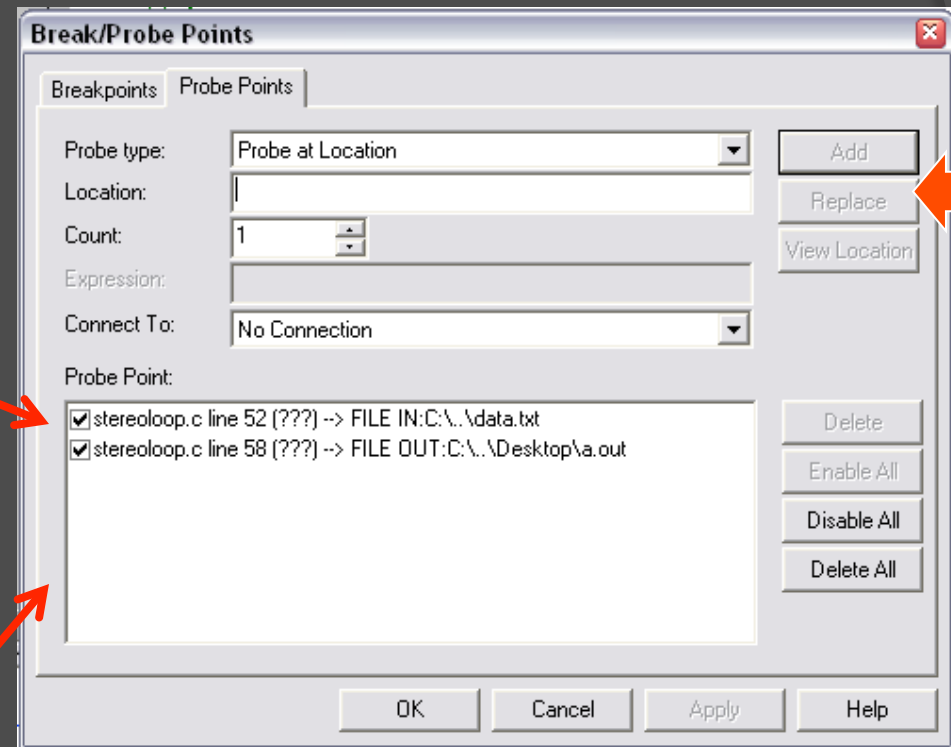 Break/Probe Points
Breakpoints
Probe Points
Probe type:
Probe at Location
Add
Location:
Replace
Count:
1
View Location
Expression:
Connect To:
No Connection
Probe Point:
stereoloop.c line 52 (???) --> FILE IN:C:\..\data.txt
Delete
stereoloop.c line 58 (???) --> FILE OUT:C:\..\Desktop\a.out
Enable All
Disable All
Delete All
OK
Cancel
Apply
Help